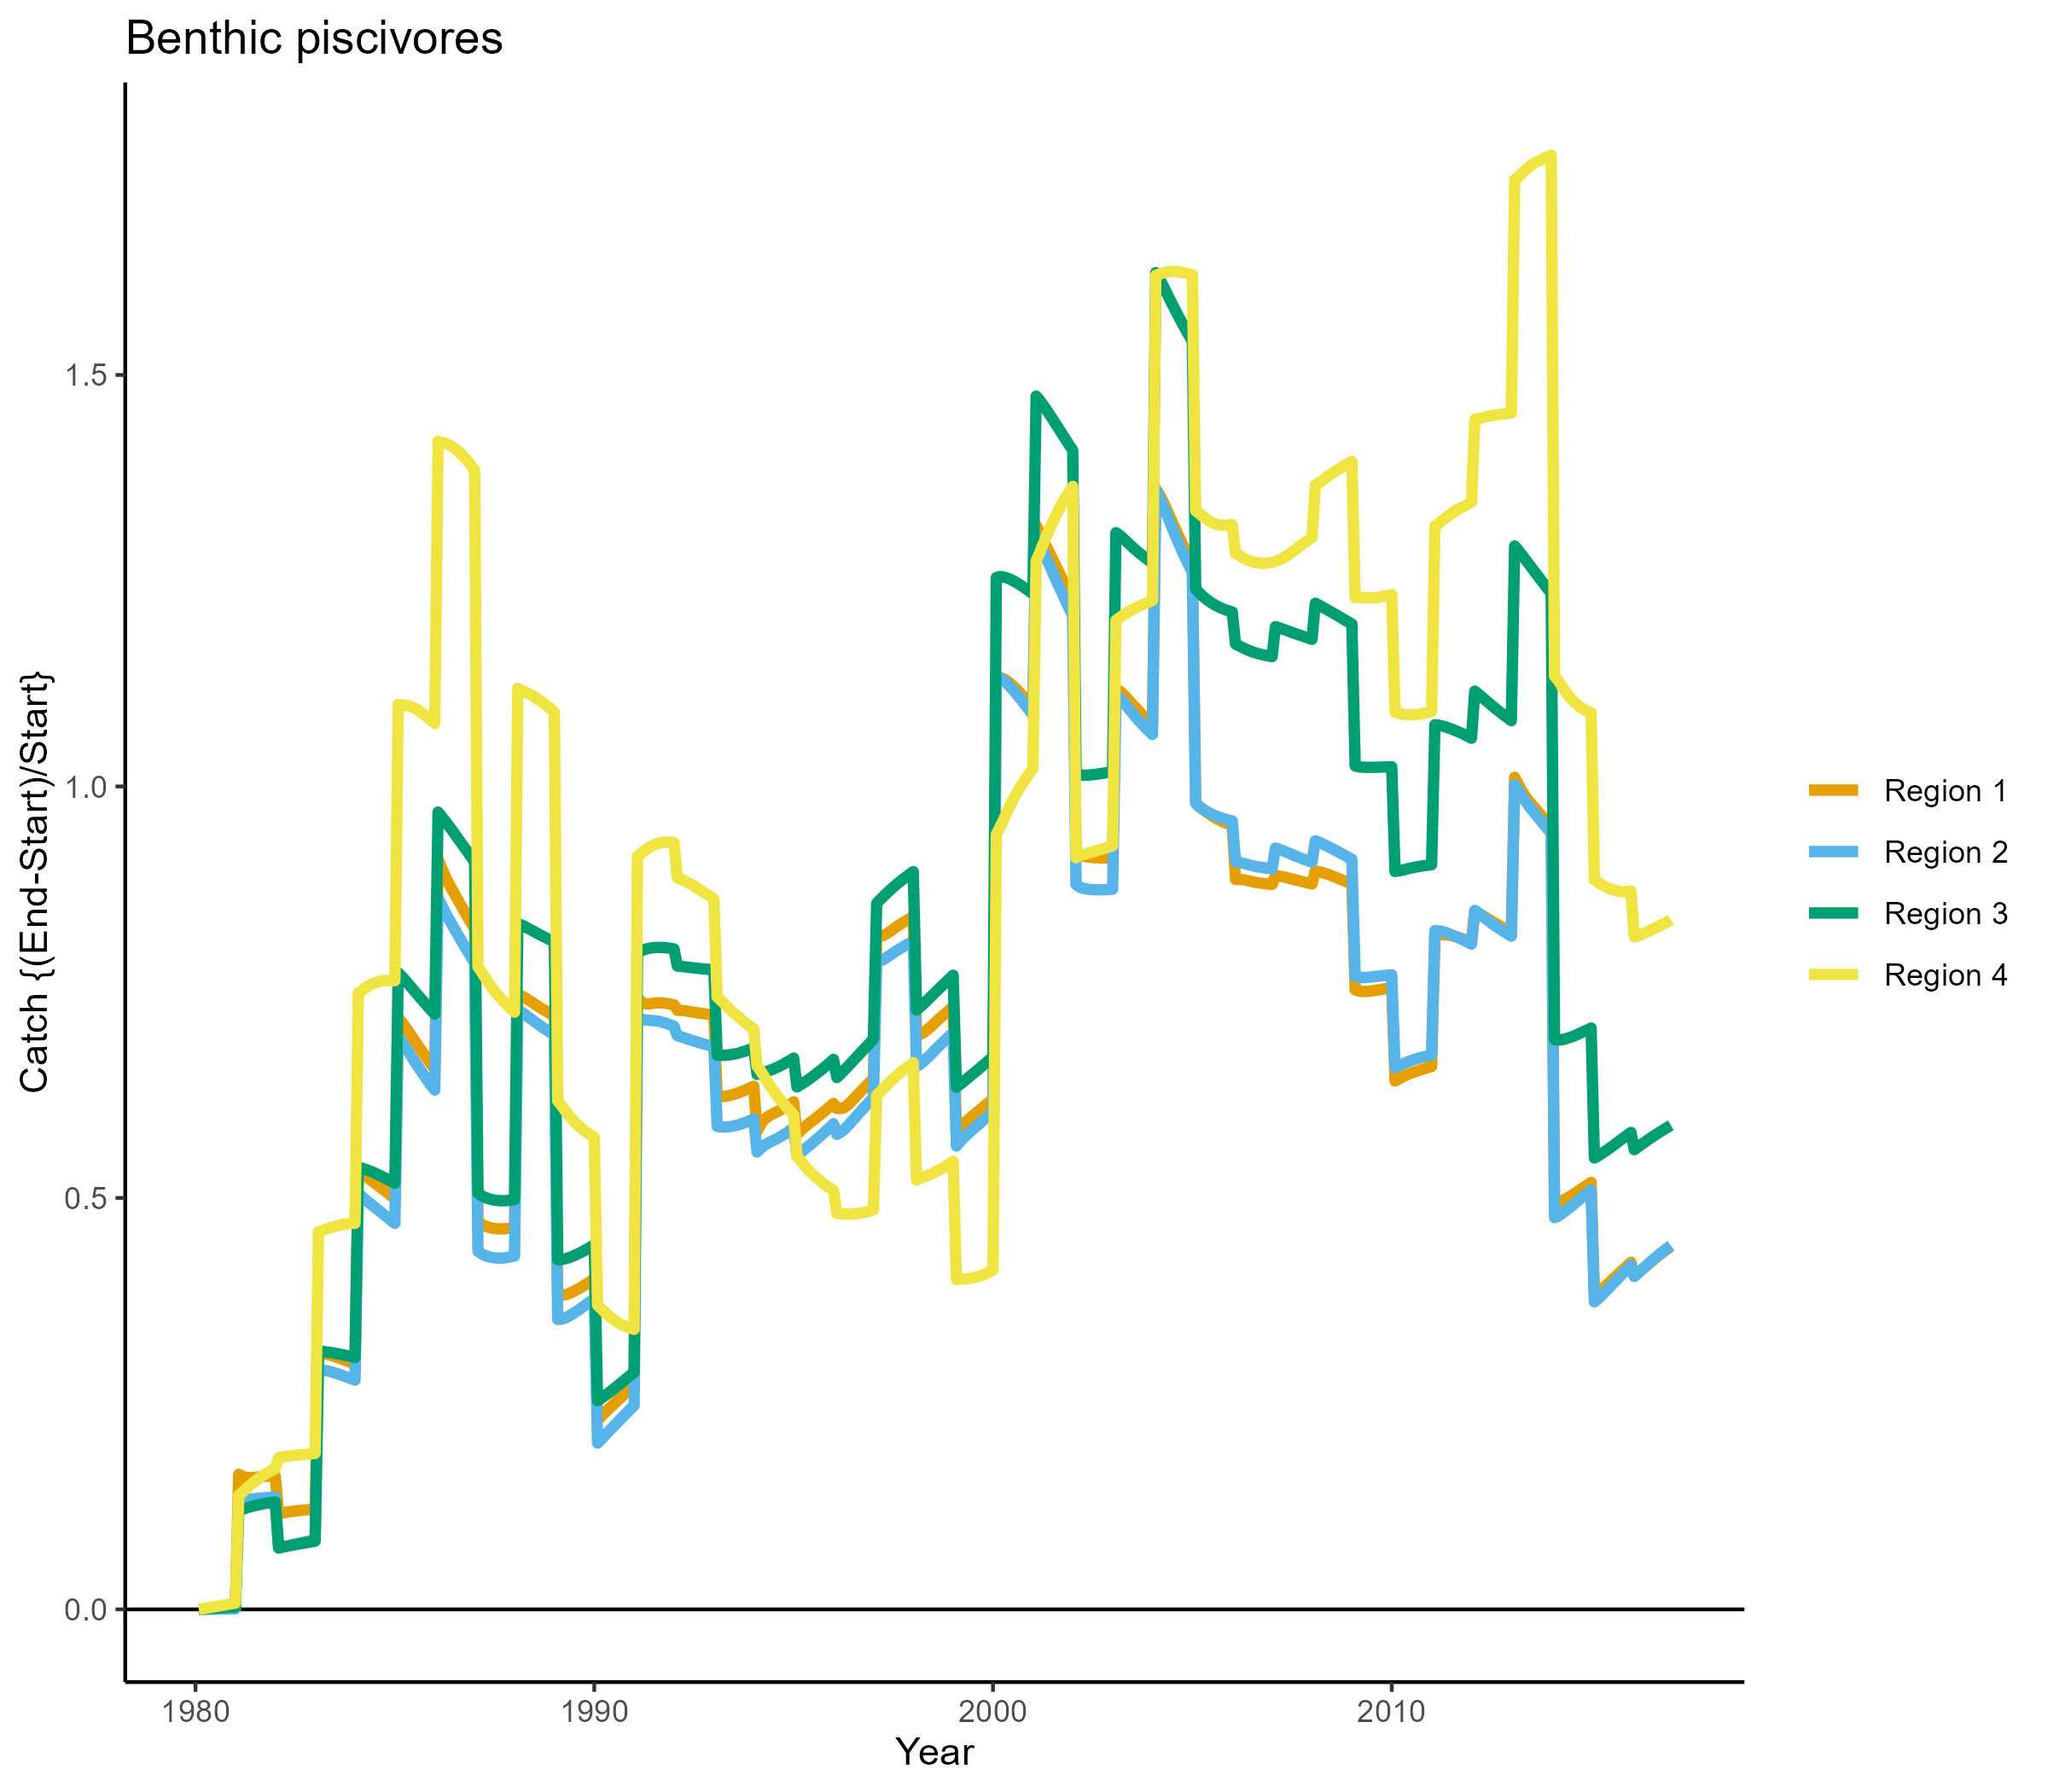 Benthic piscivores
Catch {(End-Start)/Start}
1.5
1.0
0.5
0.0
1980
1990
2000
2010
Year
Region 1
Region 2
Region 3
Region 4